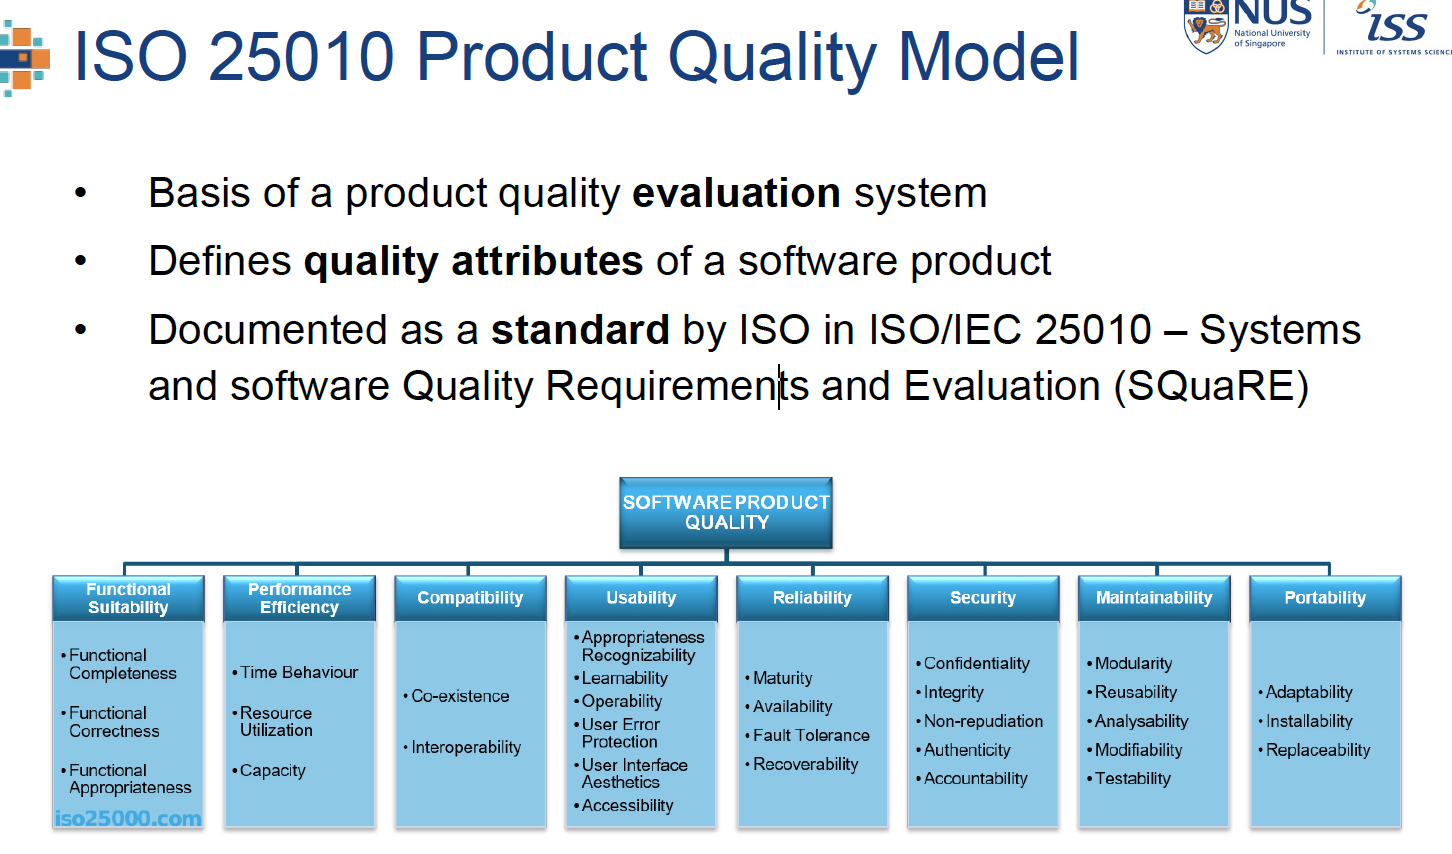 ISO 25010 Product Quality Model
NUS
National University
of Singapore
iss
INSTITUTE OF SYSTEMS SCIENC
• Basis of a product quality evaluation system
• Defines quality attributes of a software product
• Documented as a standard by ISO in ISO/IEC 25010 – Systems
and software Quality Requirements and Evaluation (SQuaRE)
SOFTWARE PRODUCT
QUALITY
Functional
Suitability
• Functional
Completeness
• Functional
Correctness
• Functional
Appropriateness
iso25000.com
Performance
Efficiency
• Time Behaviour
• Resource
Utilization
• Capacity
Compatibility
• Co-existence
• Interoperability
Usability
• Appropriateness
Recognizability
• Learnability
• Operability
• User Error
Protection
• User Interface
Aesthetics
• Accessibility
Reliability
• Maturity
• Availability
• Fault Tolerance
• Recoverability
Security
• Confidentiality
• Integrity
• Non-repudiation
• Authenticity
• Accountability
Maintainability
• Modularity
• Reusability
• Analysability
• Modifiability
• Testability
Portability
• Adaptability
• Installability
• Replaceability